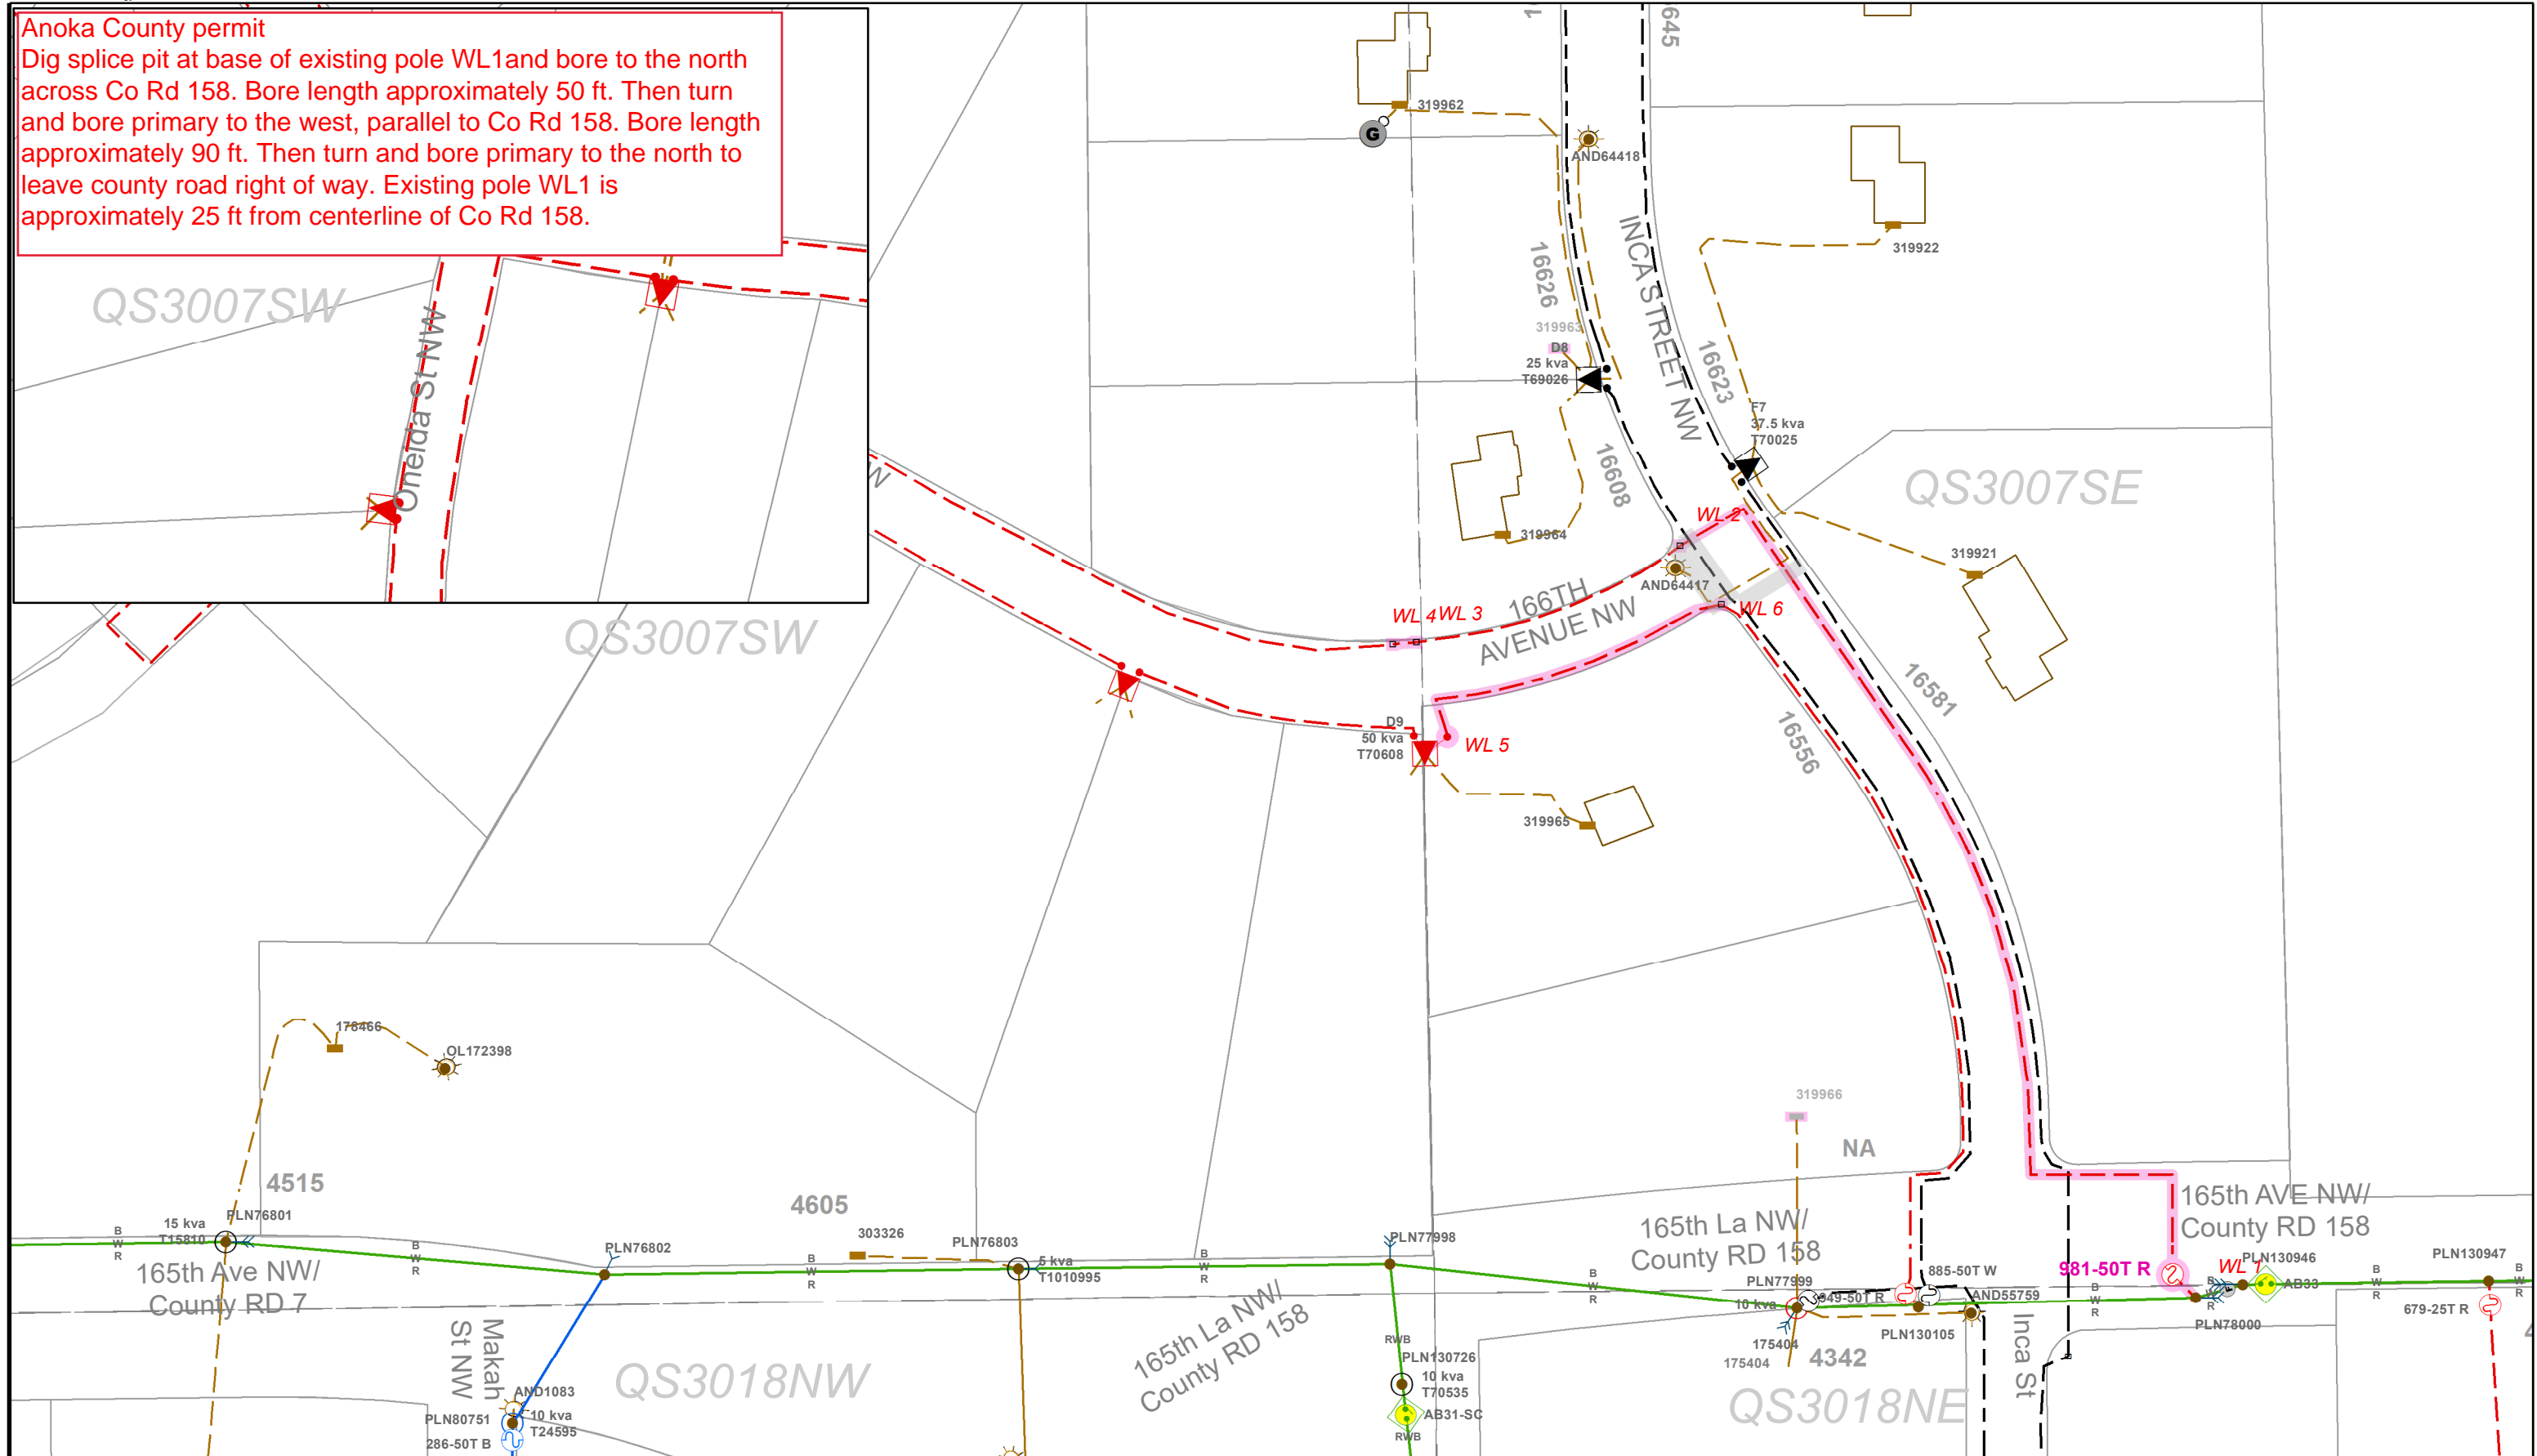 Anoka County permit
Dig splice pit at base of existing pole WL1and bore to the north
across Co Rd 158. Bore length approximately 50 ft. Then turn
and bore primary to the west, parallel to Co Rd 158. Bore length
approximately 90 ft. Then turn and bore primary to the north to
leave county road right of way. Existing pole WL1 is
approximately 25 ft from centerline of Co Rd 158.
QS3007SW
Oneida St NW
W
319962
G
AND64418
645
INCA STREET NW
16626
319963
D8
25 kva
T69026
16608
16623
319922
F7
37.5 kva
T70025
QS3007SE
319964
WL 2
AND64417
319921
166TH
AVENUE NW
WL 4
WL 3
WL 6
QS3007SW
D9
50 kva
T70608
WL 5
16581
16556
319965
178466
OL172398
319966
NA
4515
4605
15 kva
T15810
PLN76801
B
W
R
165th Ave NW/
County RD 7
B
W
R
PLN76802
B
W
R
303326
PLN76803
5 kva
T1010995
B
W
R
PLN77998
165th La NW/
County RD 158
B
W
R
165th La NW/
County RD 158
PLN77999
10 kva
949-50T R
885-50T W
AND55759
PLN130105
B
W
R
981-50T R
WL 1
B
W
R
PLN130946
AB33
PLN78000
165th AVE NW/
County RD 158
B
W
R
PLN130947
B
W
R
679-25T R
175404
175404
4342
Inca St
QS3018NE
RWB
PLN130726
10 kva
T70535
AB31-SC
RWB
Makah
St NW
QS3018NW
AND1083
PLN80751
10 kva
T24595
286-50T B